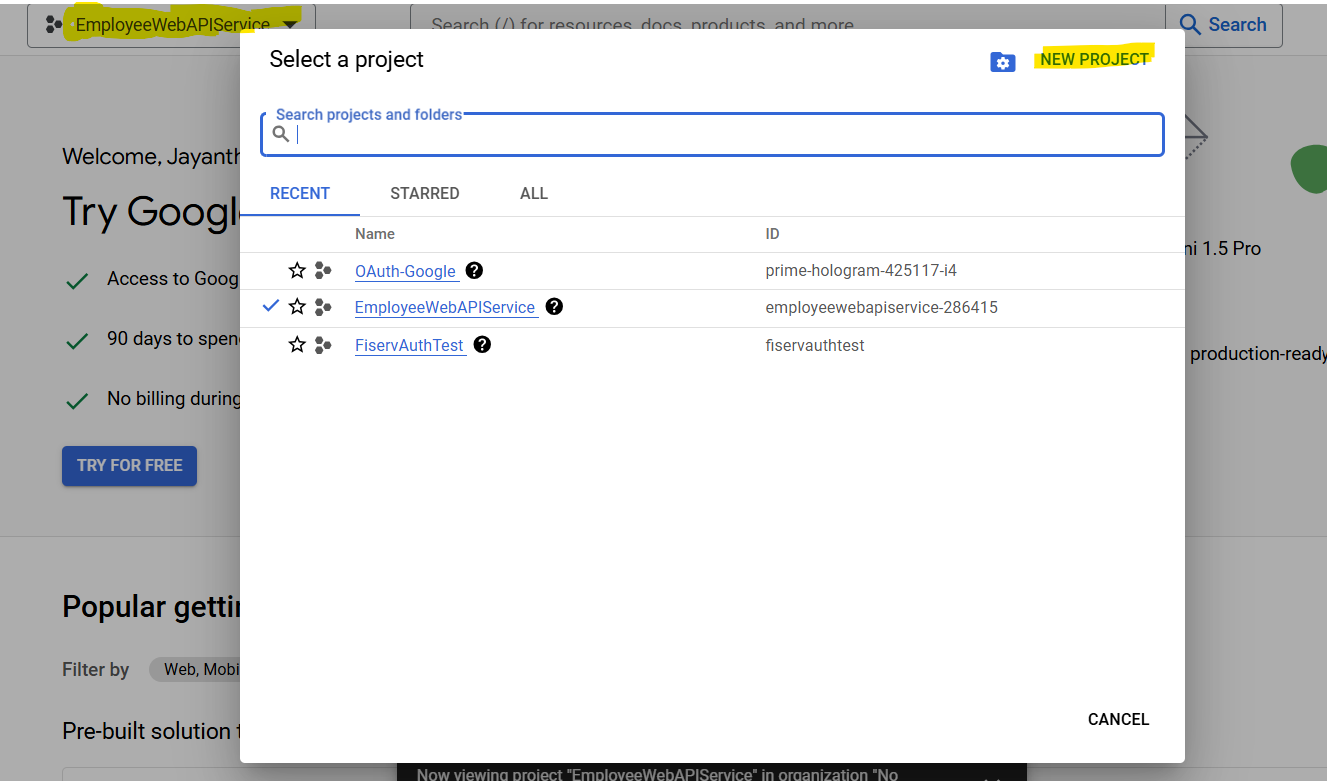 EmployeeWebAPIService
Search (/) for resources, docs, products, and more
Search
Select a project
NEW PROJECT
Search projects and folders
RECENT STARRED ALL
Name ID
OAuth-Google prime-hologram-425117-i4
EmployeeWebAPIService employeewebapiservice-286415
FiservAuthTest fiservauthtest
CANCEL
Welcome, Jayanth
Try Googl
Access to Goog
90 days to spen
No billing during
TRY FOR FREE
ni 1.5 Pro
production-ready
Popular gettin
Filter by Web, Mobi
Pre-built solution t
Now viewing project "EmployeeWebAPIService" in organization "No